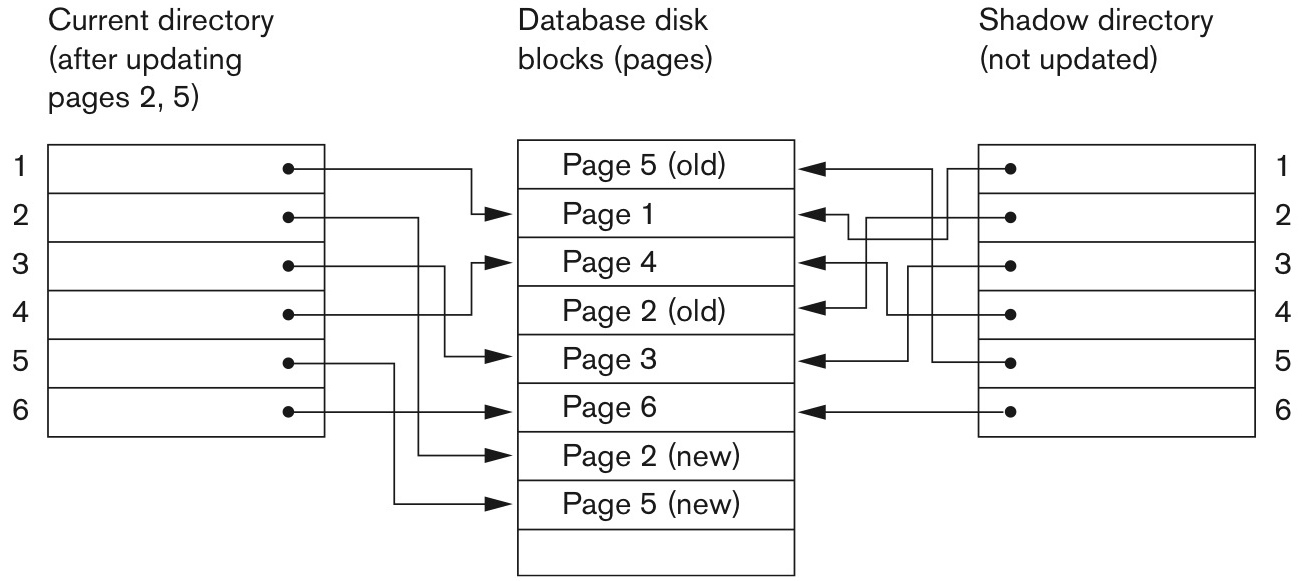 Current directory
(after updating
pages 2, 5)
Database disk
blocks (pages)
Shadow directory
(not updated)
1
2
3
4
5
6
Page 5 (old)
Page 1
Page 4
Page 2 (old)
Page 3
Page 6
Page 2 (new)
Page 5 (new)
1
2
3
4
5
6